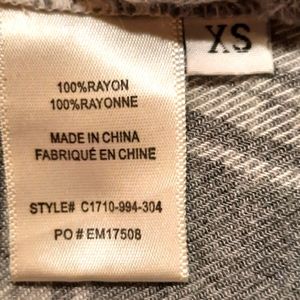 XS
100%RAYON
100%RAYONNE
MADE IN CHINA
FABRIQUÉ EN CHINE
STYLE# C1710-994-304
PO # EM17508